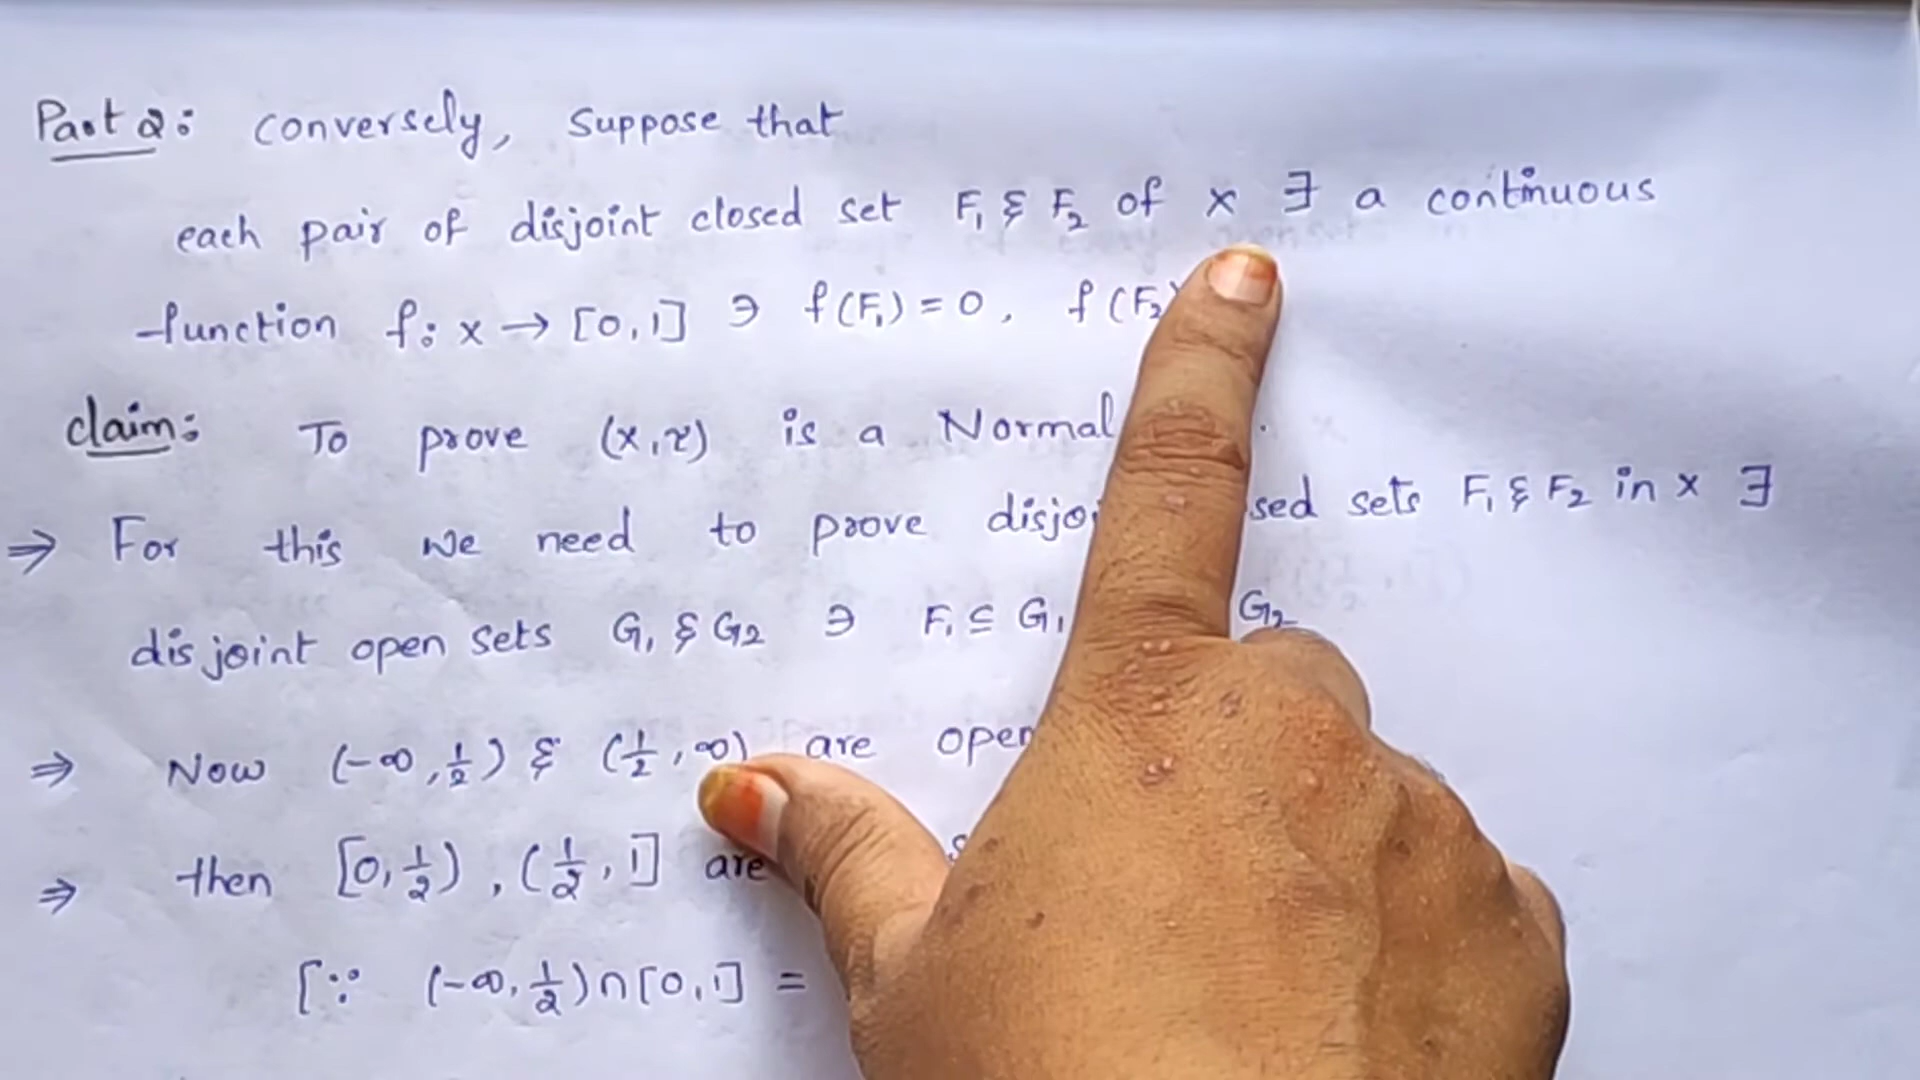 Part 2: conversely, suppose that
each pair of disjoint closed set F₁ & F₂ of x ∃ a continuous
function f: x → [0,1] ∋ f(F₁) = 0, f(F₂)
claim: To prove (x,τ) is a Normal
⇒ For this we need to prove sets F₁ & F₂ in x ∃
disjoint open sets G₁ & G₂ ∋ F₁ ⊆ G₁ G₂
⇒ Now (-∞, 1/2) & (1/2, ∞) are open
⇒ then [0, 1/2), (1/2, 1] are
[∵ (-∞, 1/2) ∩ [0,1] =